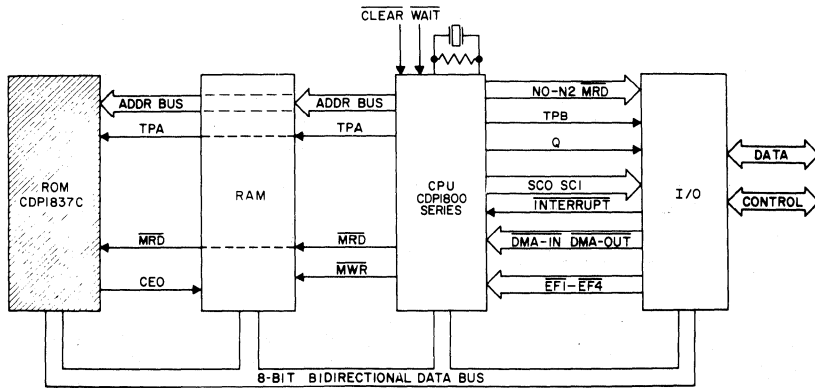 CLEAR WAIT
ADDR BUS
ADDR BUS
NO-N2 MRD
TPA
TPA
TPB
Q
DATA
ROM
CDP1837C
RAM
CPU
CDP1800
SERIES
SCO SCI
I/O
CONTROL
INTERRUPT
MRD
MRD
DMA-IN DMA-OUT
MWR
CEO
EF1-EF4
8-BIT BIDIRECTIONAL DATA BUS